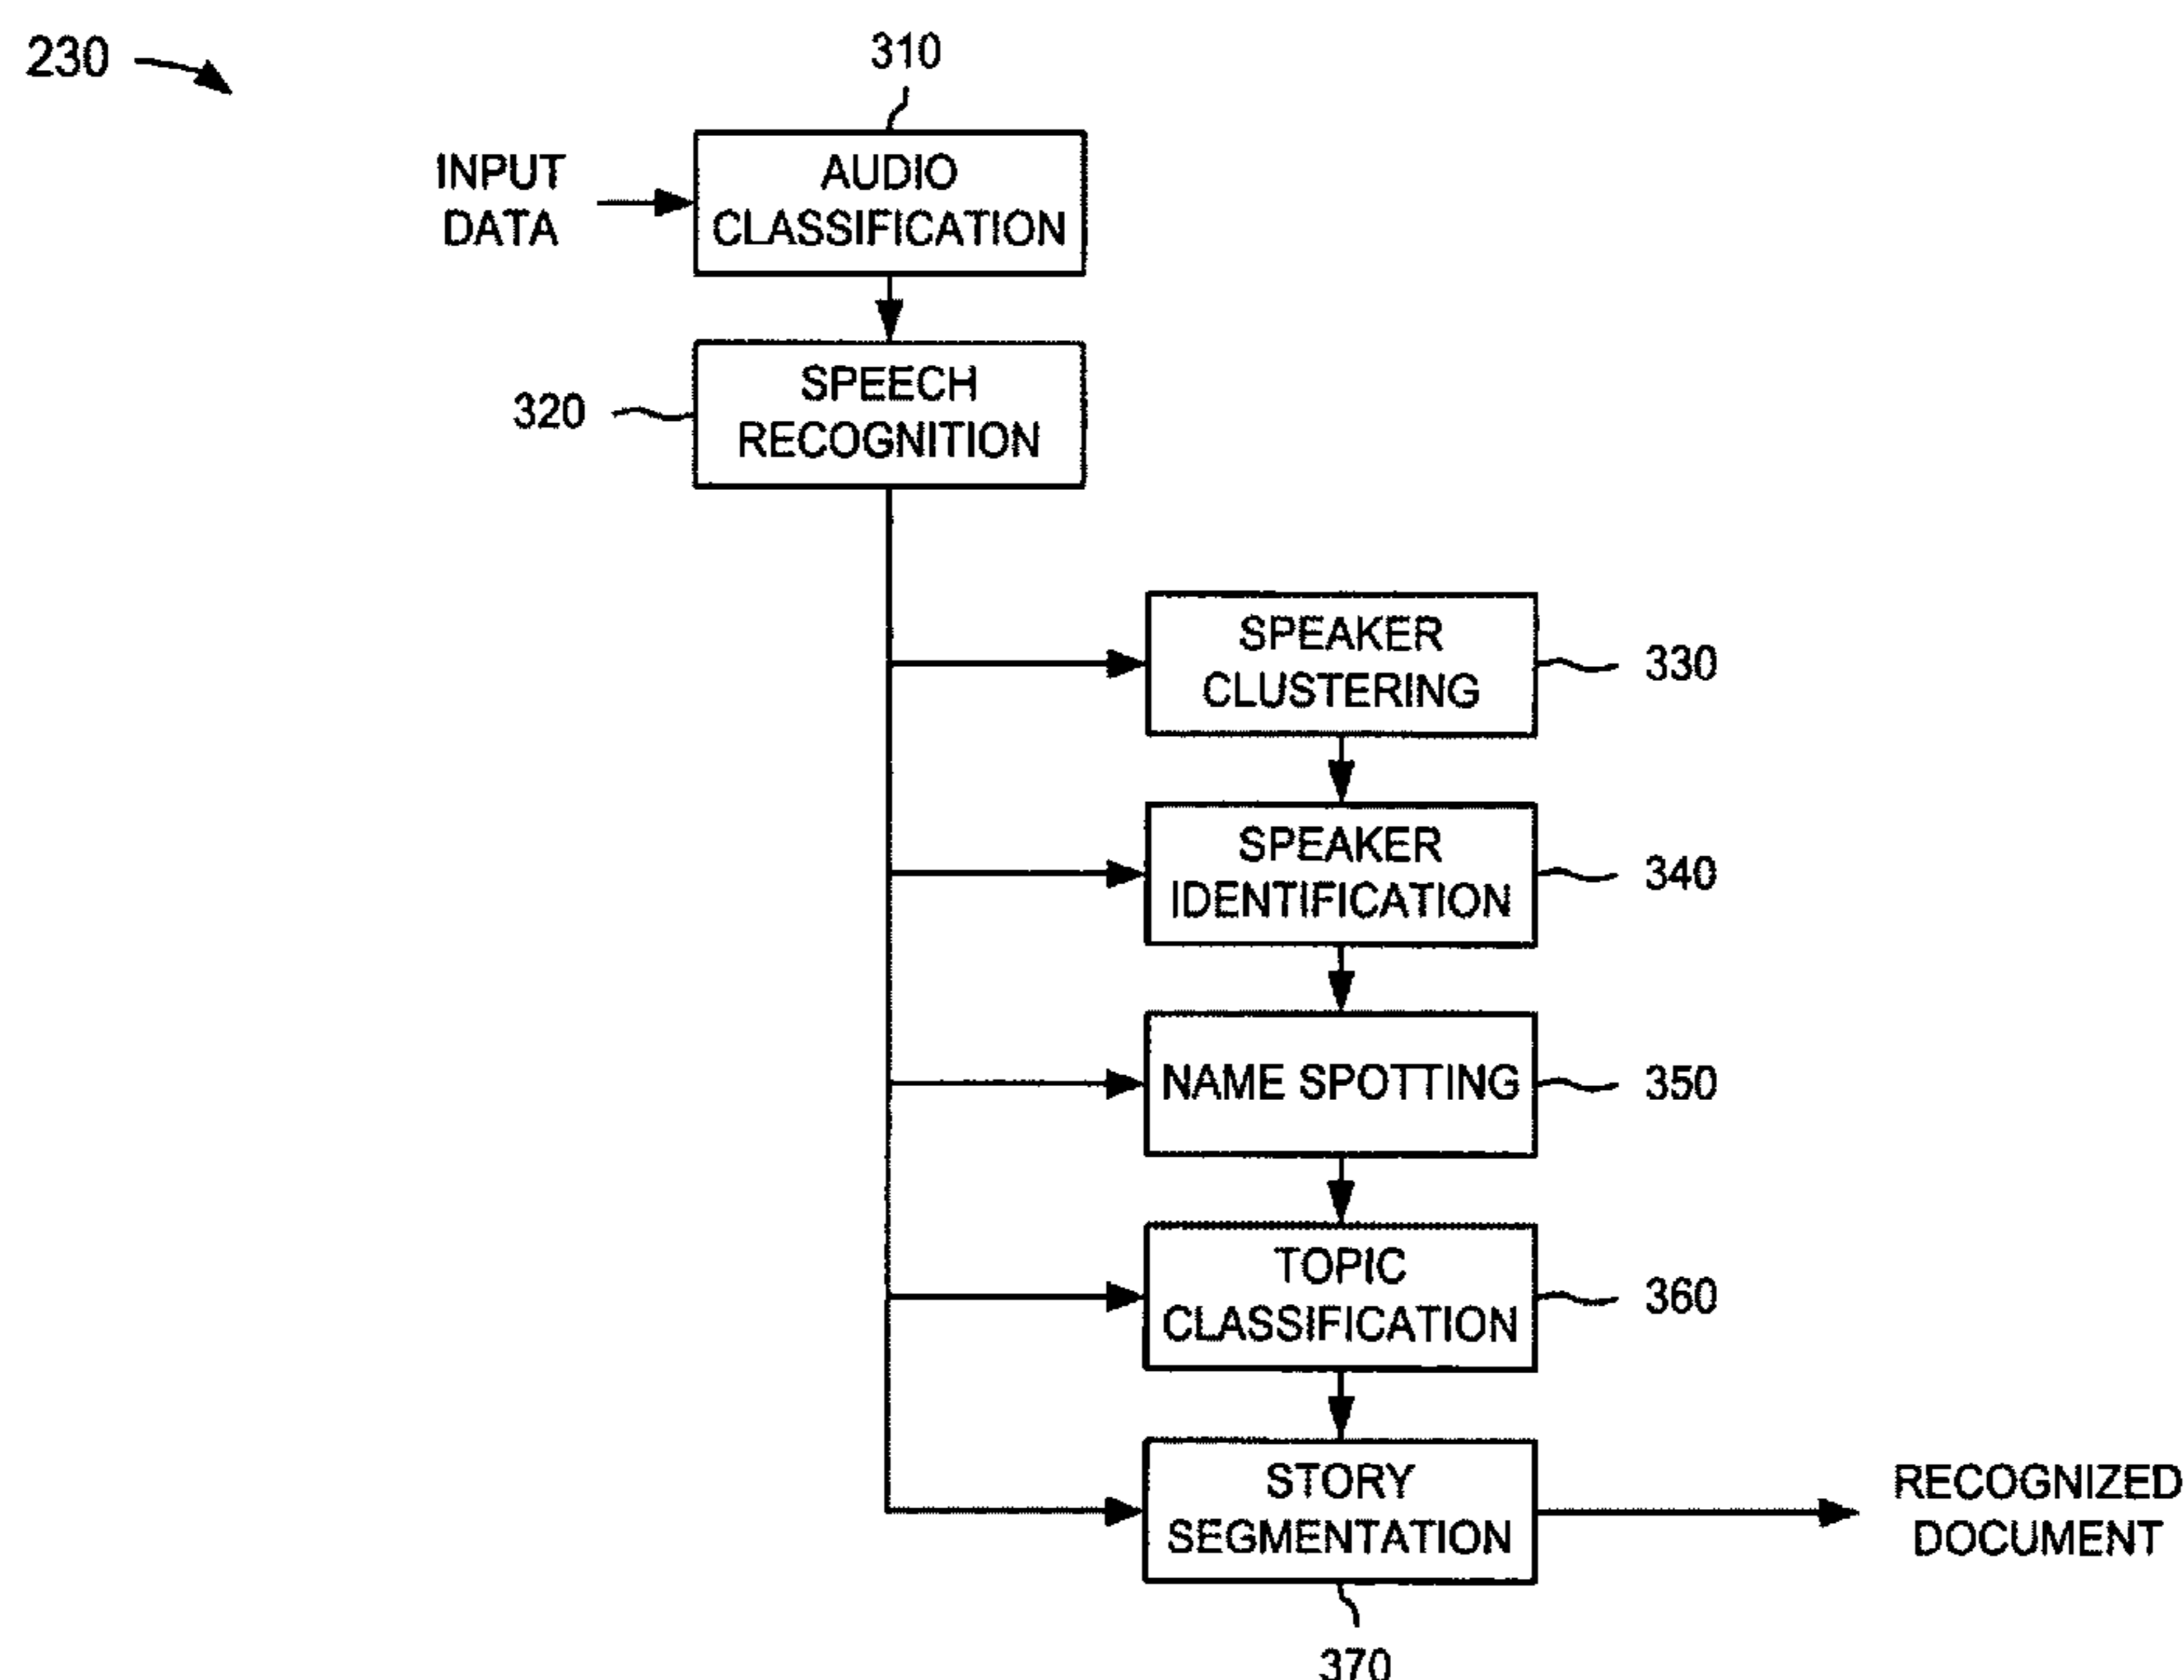 230
310
INPUT
DATA
AUDIO
CLASSIFICATION
320
SPEECH
RECOGNITION
SPEAKER
CLUSTERING
330
SPEAKER
IDENTIFICATION
340
NAME SPOTTING
350
TOPIC
CLASSIFICATION
360
STORY
SEGMENTATION
RECOGNIZED
DOCUMENT
370